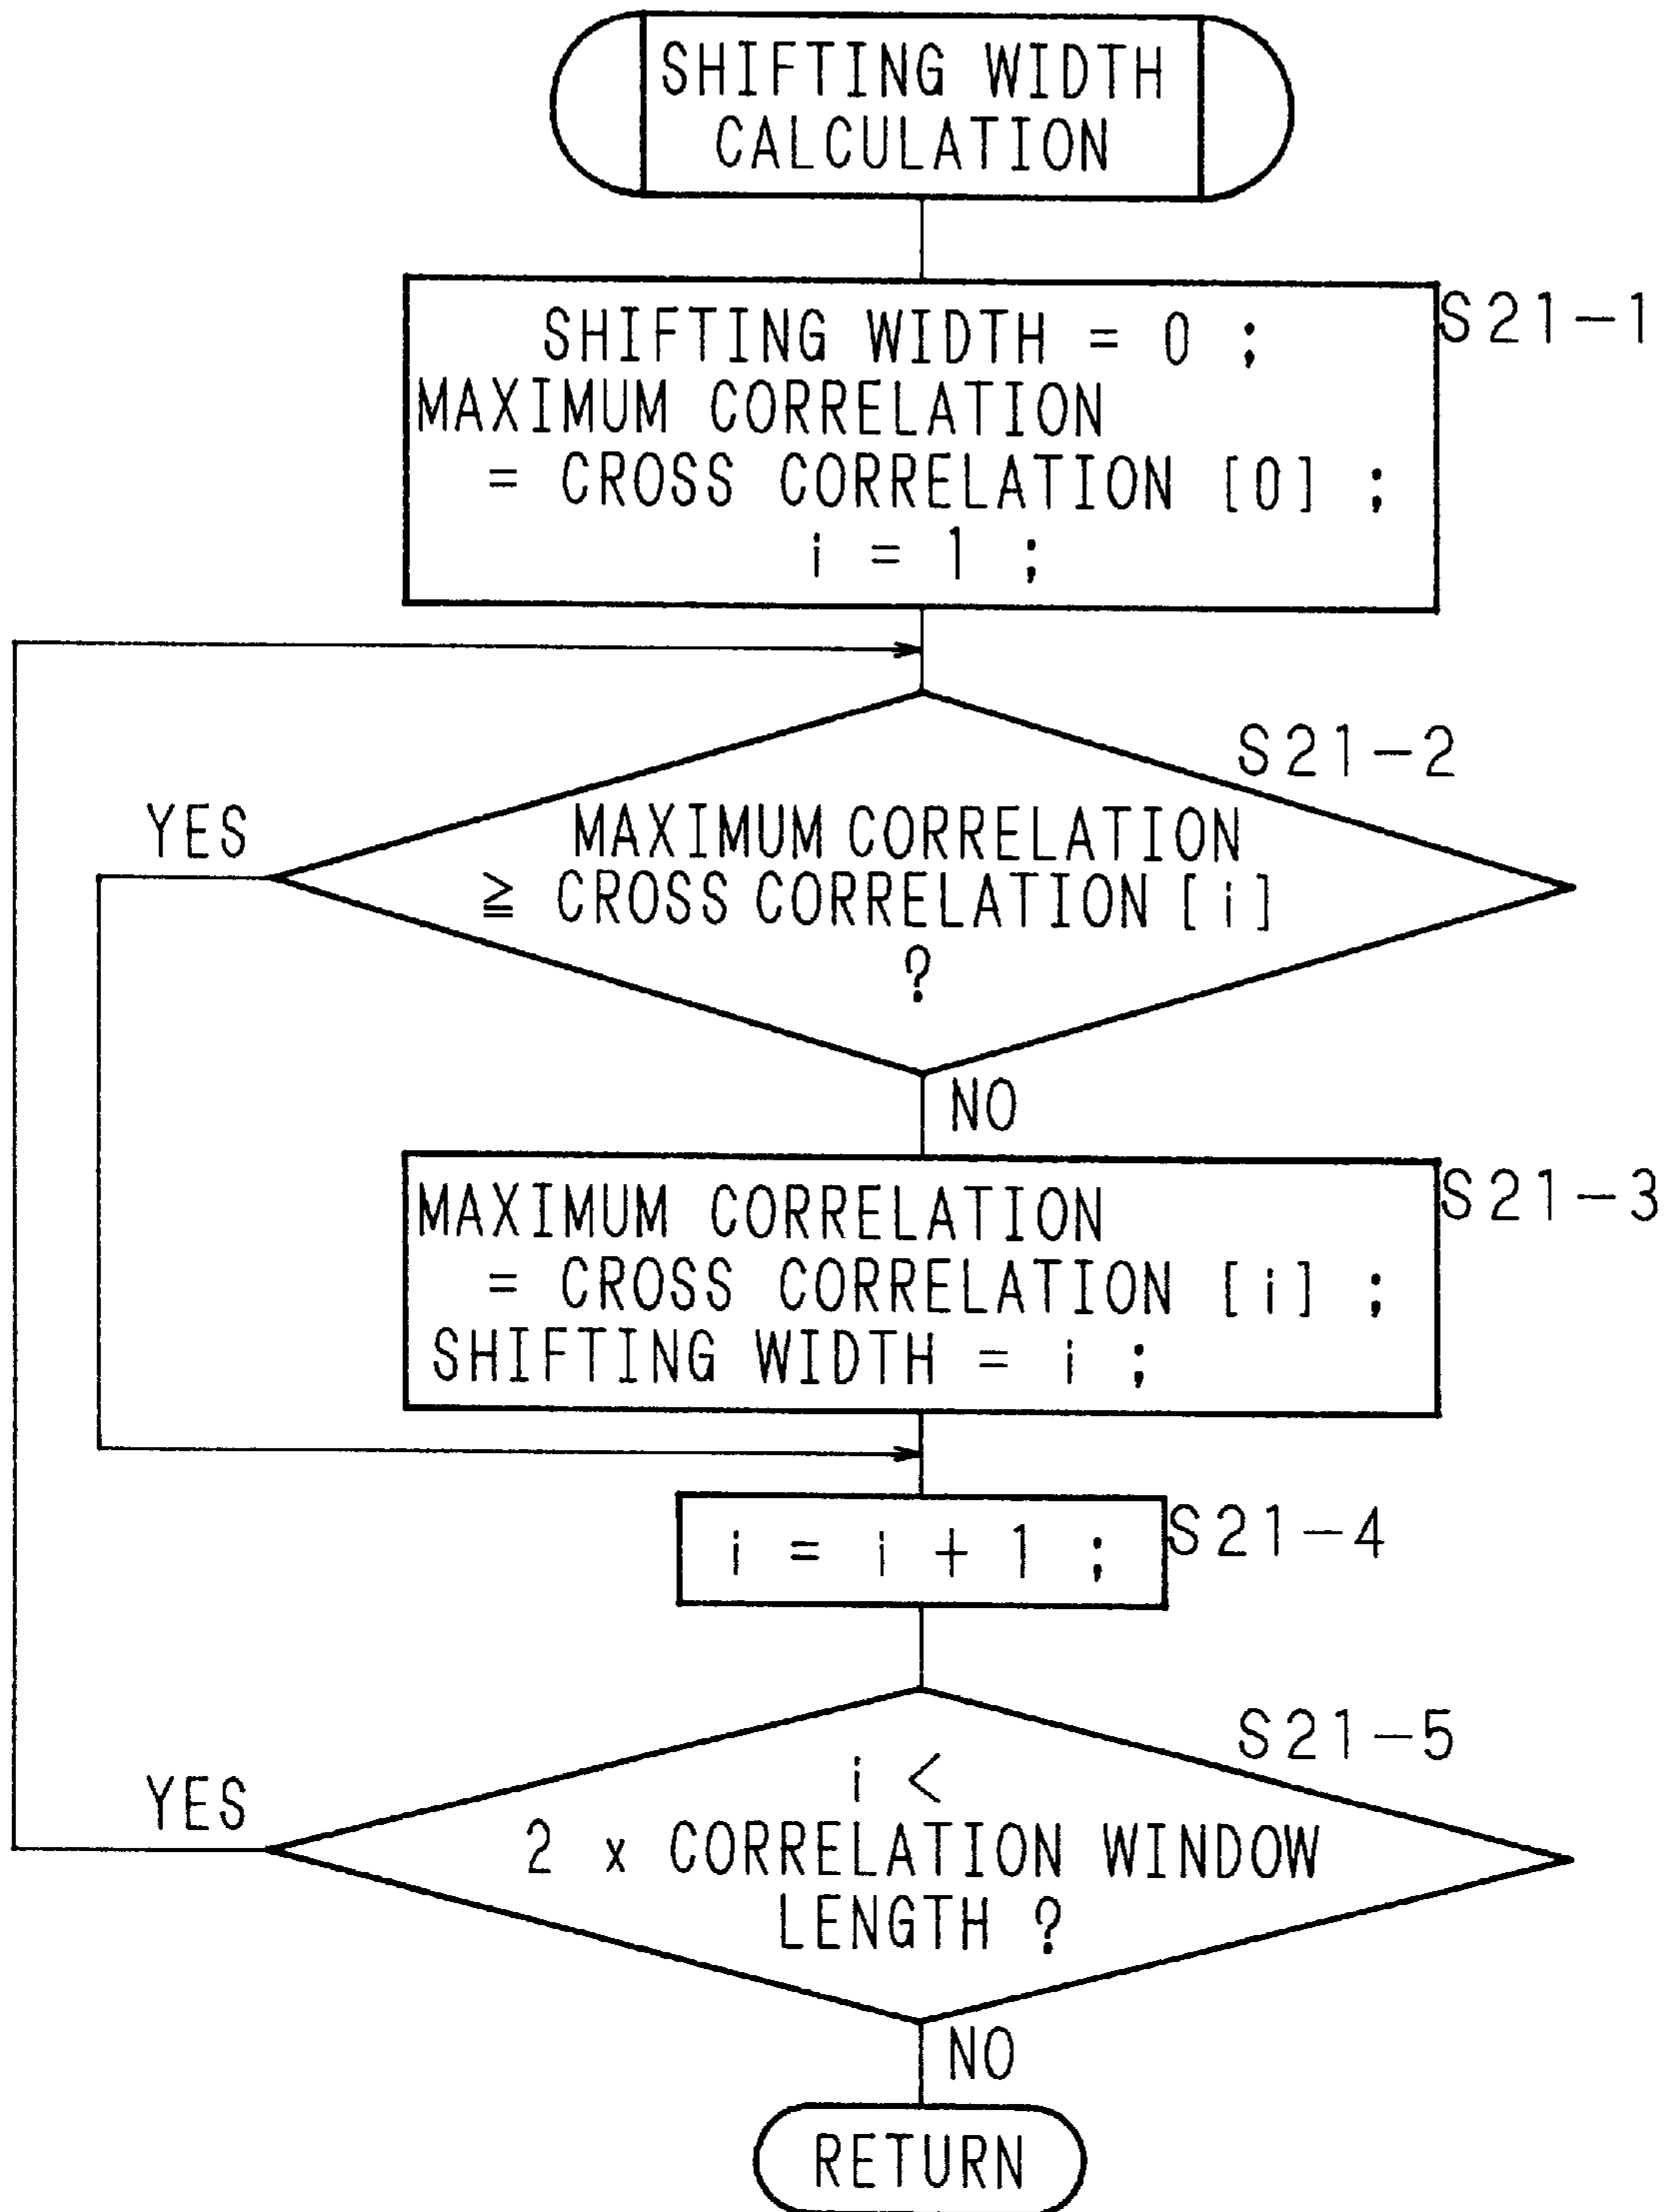 SHIFTING WIDTH
CALCULATION
S21-1
SHIFTING WIDTH = 0 ;
MAXIMUM CORRELATION
= CROSS CORRELATION [0] ;
i = 1 ;
S21-2
YES
MAXIMUM CORRELATION
≧ CROSS CORRELATION [i]
?
NO
S21-3
MAXIMUM CORRELATION
= CROSS CORRELATION [i] ;
SHIFTING WIDTH = i ;
S21-4
i = i + 1 ;
S21-5
YES
i <
2 x CORRELATION WINDOW
LENGTH ?
NO
RETURN